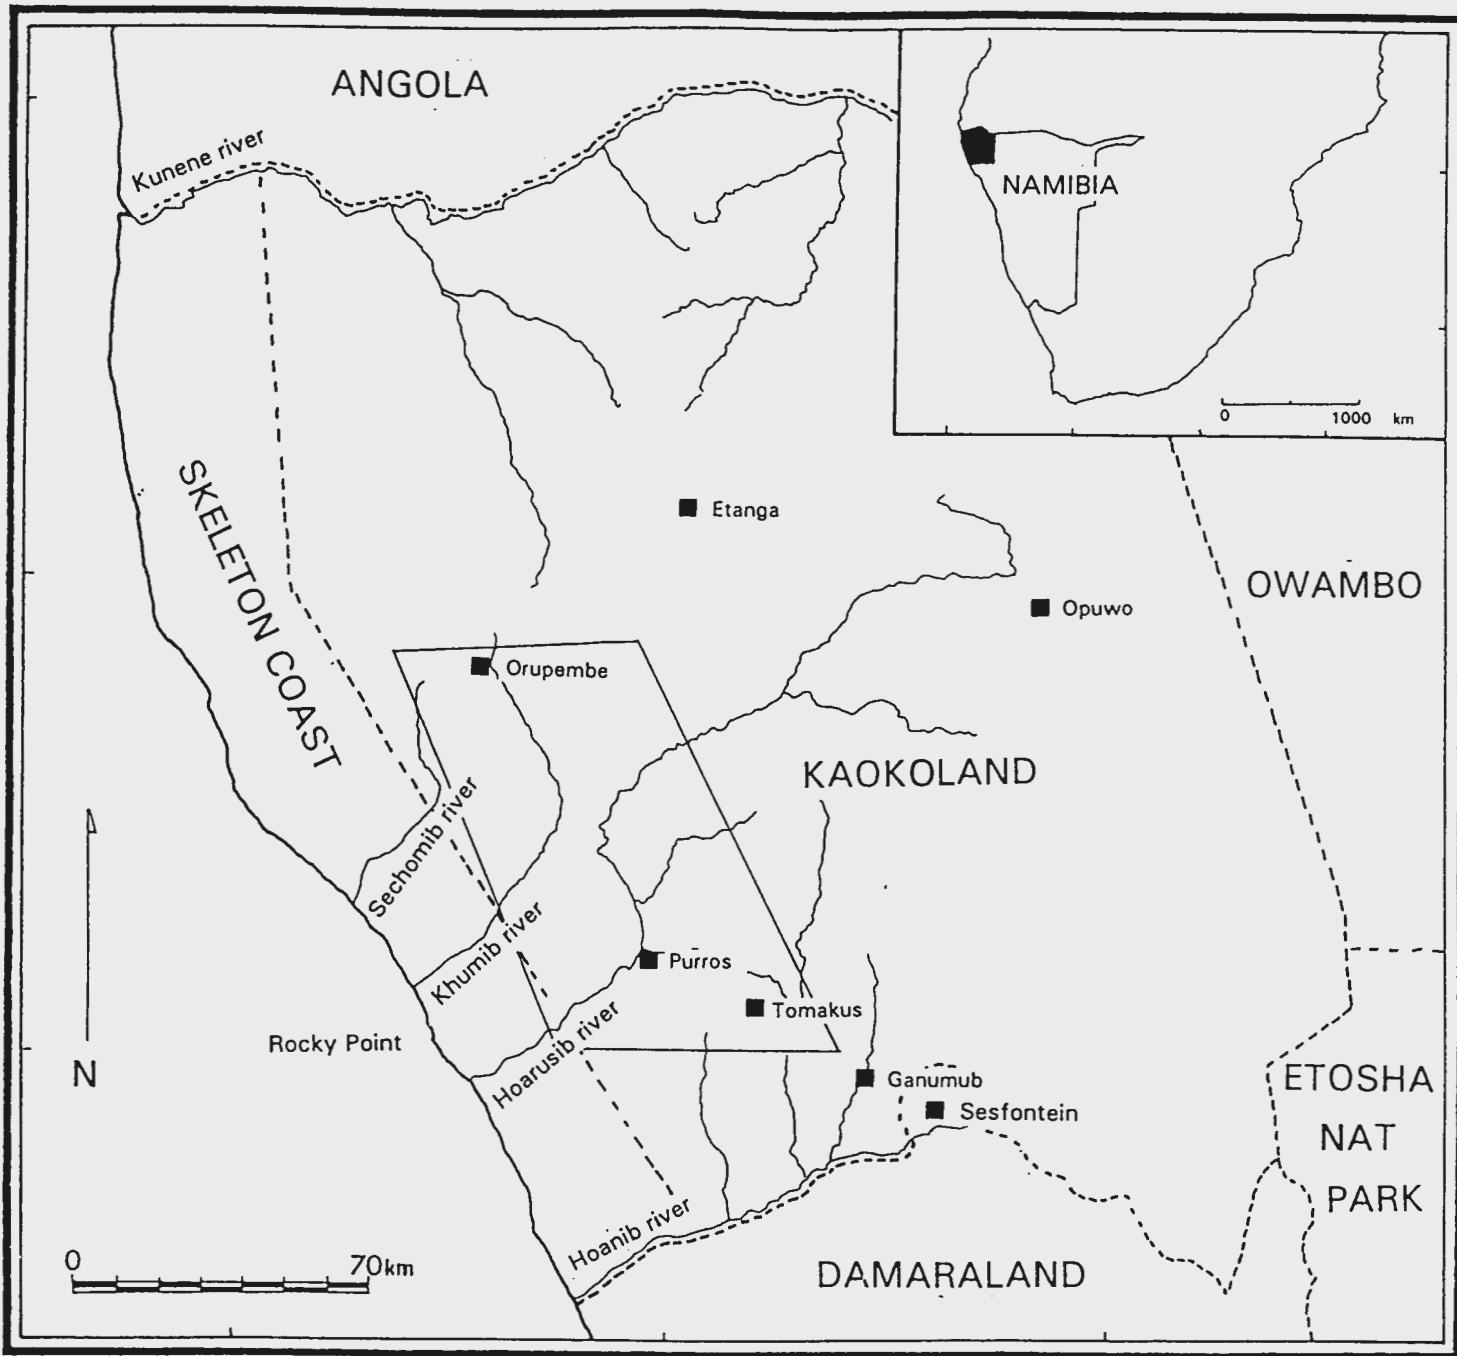 ANGOLA
Kunene river
NAMIBIA
0 1000 km
SKELETON COAST
Etanga
Opuwo
OWAMBO
Orupembe
KAOKOLAND
Sechomib river
Khumib river
Purros
Tomakus
Rocky Point
Hoarusib river
N
Ganumub
Sesfontein
ETOSHA
NAT
PARK
Hoanib river
0 70km
DAMARALAND